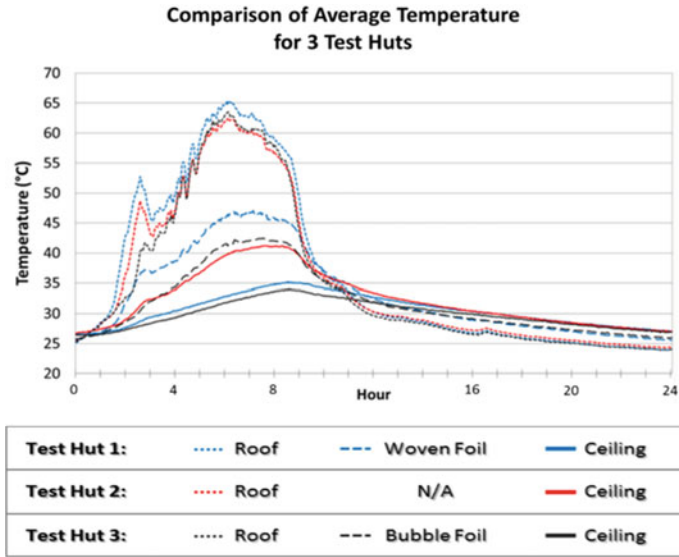 Comparison of Average Temperature
for 3 Test Huts
70
65
60
55
50
45
40
35
30
25
20
Temperature (°C)
0 4 8 12 16 20 24
Hour
Test Hut 1: Roof Woven Foil Ceiling
Test Hut 2: Roof N/A Ceiling
Test Hut 3: Roof Bubble Foil Ceiling